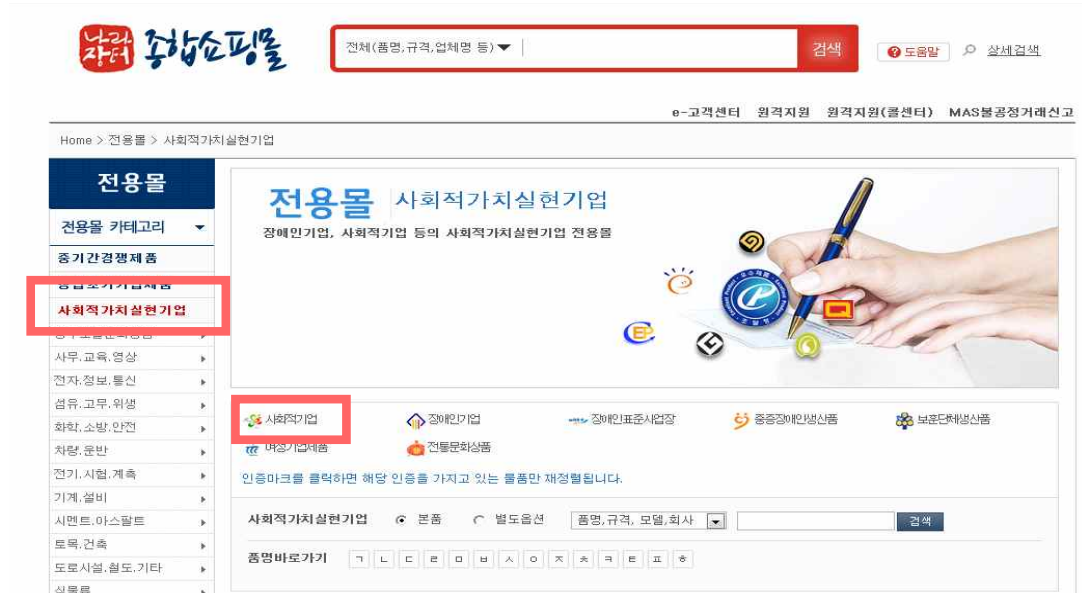 나라장터 종합쇼핑몰
전체(품명,규격,업체명 등)
검색
도움말
상세검색
e-고객센터 원격지원 원격지원(콜센터) MAS불공정거래신고
Home > 전용몰 > 사회적가치실현기업
전용몰
전용몰 카테고리
중기간경쟁제품
사회적가치실현기업
사무.교육.영상
전자.정보.통신
섬유.고무.위생
화학.소방.안전
차량.운반
전기.시험.계측
기계.설비
시멘트.아스팔트
토목.건축
도로시설.철도.기타
식물류
전용몰 사회적가치실현기업
장애인기업, 사회적기업 등의 사회적가치실현기업 전용몰
사회적기업 장애인기업 장애인표준사업장 중증장애인생산품 보훈단체생산품
여성기업제품 전통문화상품
인증마크를 클릭하면 해당 인증을 가지고 있는 물품만 재정렬됩니다.
사회적가치실현기업 본품 별도옵션 품명,규격, 모델,회사 검색
품명바로가기 ㄱ ㄴ ㄷ ㄹ ㅁ ㅂ ㅅ ㅇ ㅈ ㅊ ㅋ ㅌ ㅍ ㅎ